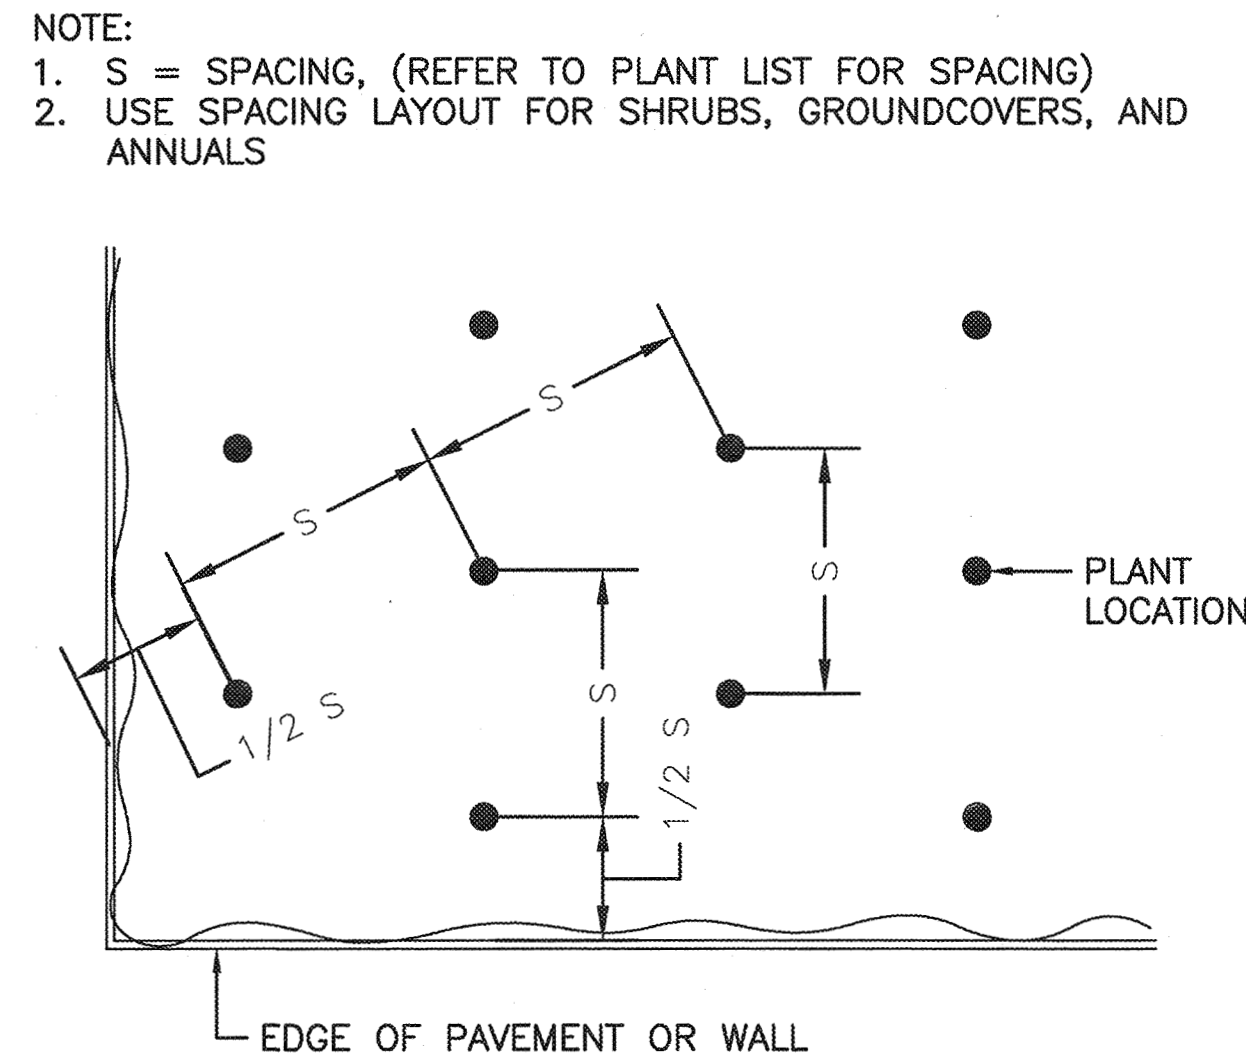 NOTE:
1. S = SPACING, (REFER TO PLANT LIST FOR SPACING)
2. USE SPACING LAYOUT FOR SHRUBS, GROUNDCOVERS, AND
ANNUALS
S
S
S
PLANT
LOCATION
S
1/2 S
1/2 S
EDGE OF PAVEMENT OR WALL